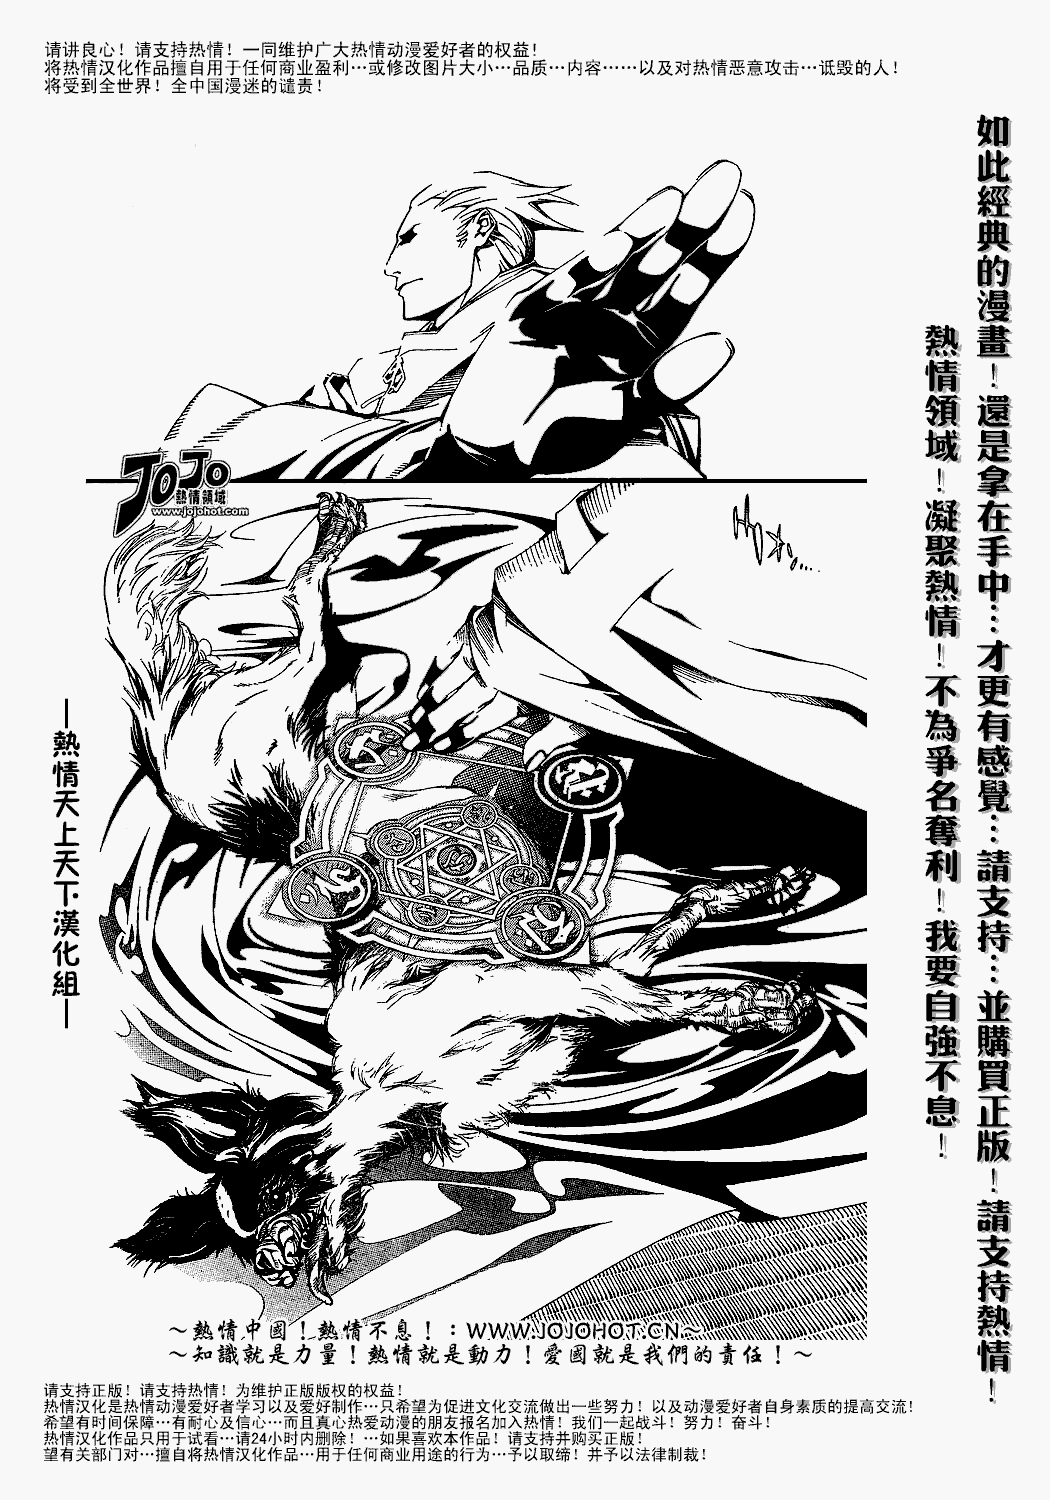 请讲良心！请支持热情！一同维护广大热情动漫爱好者的权益！
将热情汉化作品擅自用于任何商业盈利…或修改图片大小…品质…内容……以及对热情恶意攻击…诋毁的人！
将受到全世界！全中国漫迷的谴责！
如此經典的漫畫！還是拿在手中…才更有感覺…請支持…並購買正版！請支持熱情！
熱情領域！凝聚熱情！不為爭名奪利！我要自強不息！
JOJO
熱情領域
www.jojohot.com
—熱情天上天下漢化組—
～熱情中國！熱情不息！：WWW.JOJOHOT.CN～
～知識就是力量！熱情就是動力！愛國就是我們的責任！～
请支持正版！请支持热情！为维护正版版权的权益！
热情汉化是热情动漫爱好者学习以及爱好制作…只希望为促进文化交流做出一些努力！以及动漫爱好者自身素质的提高交流！
希望有时间保障…有耐心及信心…而且真心热爱动漫的朋友报名加入热情！我们一起战斗！努力！奋斗！
热情汉化作品只用于试看…请24小时内删除！…如果喜欢本作品！请支持并购买正版！
望有关部门对…擅自将热情汉化作品…用于任何商业用途的行为…予以取缔！并予以法律制裁！